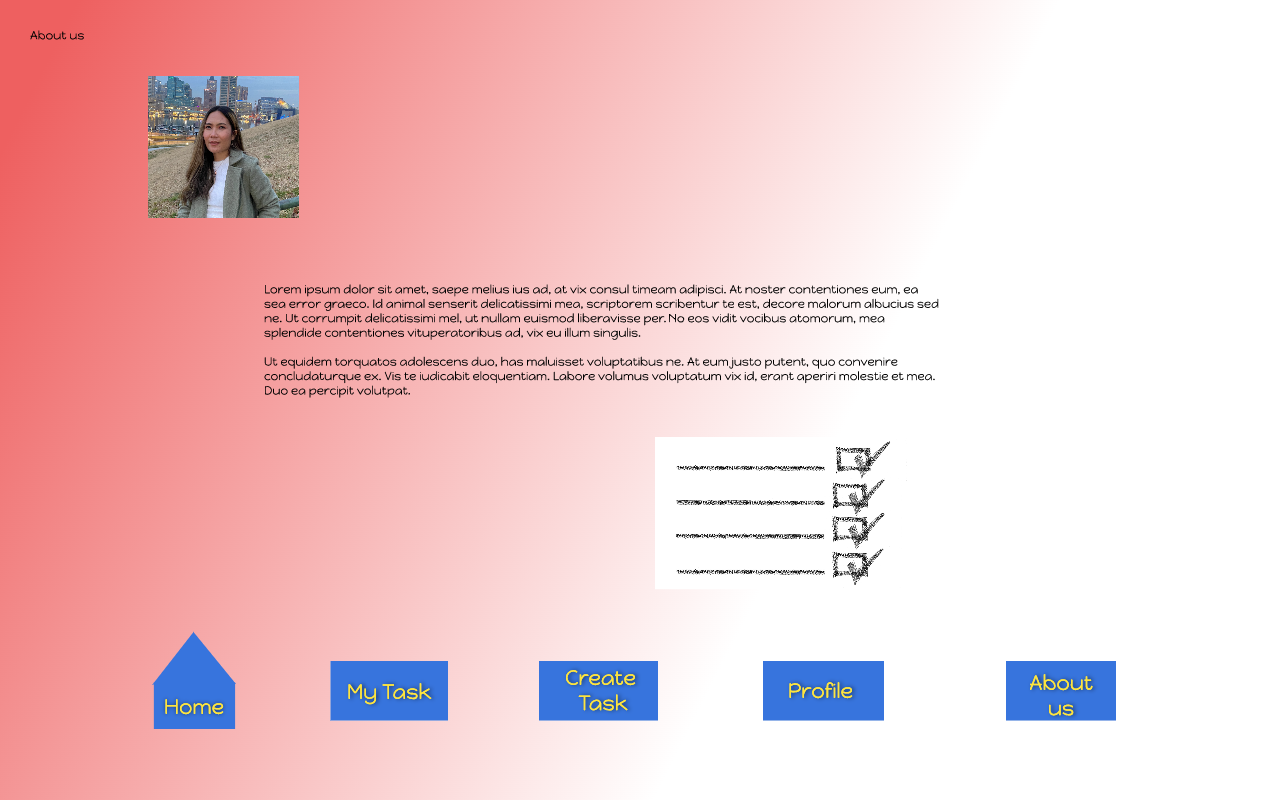 About us
Lorem ipsum dolor sit amet, saepe melius ius ad, at vix consul timeam adipisci. At noster contentiones eum, ea
sea error graeco. Id animal senserit delicatissimi mea, scriptorem scribentur te est, decore malorum albucius sed
ne. Ut corrumpit delicatissimi mel, ut nullam euismod liberavisse per. No eos vidit vocibus atomorum, mea
splendide contentiones vituperatoribus ad, vix eu illum singulis.
Ut equidem torquatos adolescens duo, has maluisset voluptatibus ne. At eum justo putent, quo convenire
concludaturque ex. Vis te iudicabit eloquentiam. Labore volumus voluptatum vix id, erant aperiri molestie et mea.
Duo ea percipit volutpat.
Home
My Task
Create
Task
Profile
About
us